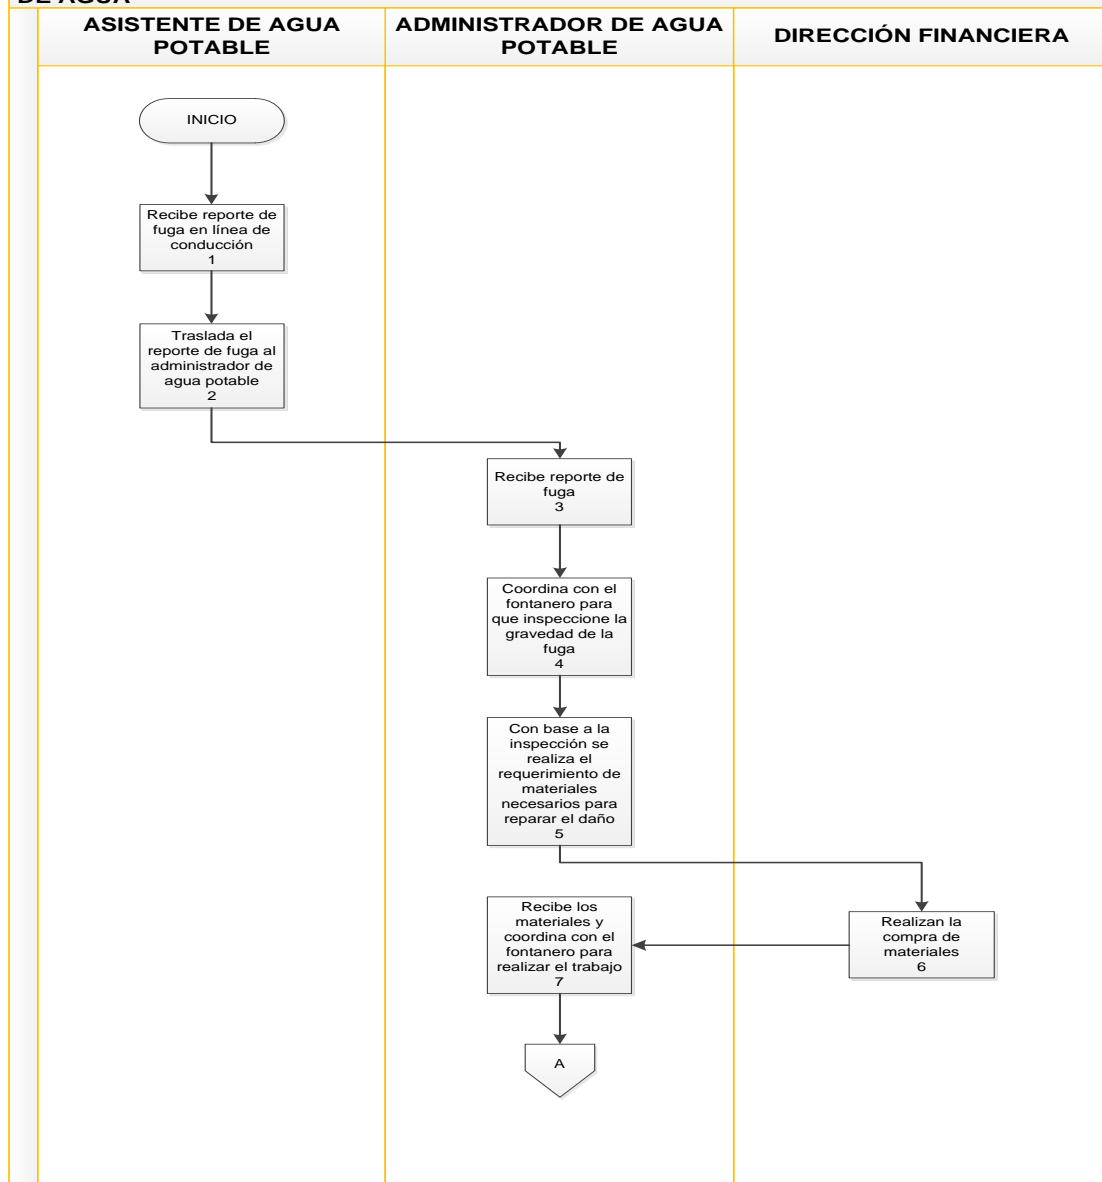 DE AGUA
ASISTENTE DE AGUA
POTABLE
ADMINISTRADOR DE AGUA
POTABLE
DIRECCIÓN FINANCIERA
INICIO
Recibe reporte de
fuga en línea de
conducción
1
Traslada el
reporte de fuga al
administrador de
agua potable
2
Recibe reporte de
fuga
3
Coordina con el
fontanero para
que inspeccione la
gravedad de la
fuga
4
Con base a la
inspección se
realiza el
requerimiento de
materiales
necesarios para
reparar el daño
5
Realizan la
compra de
materiales
6
Recibe los
materiales y
coordina con el
fontanero para
realizar el trabajo
7
A